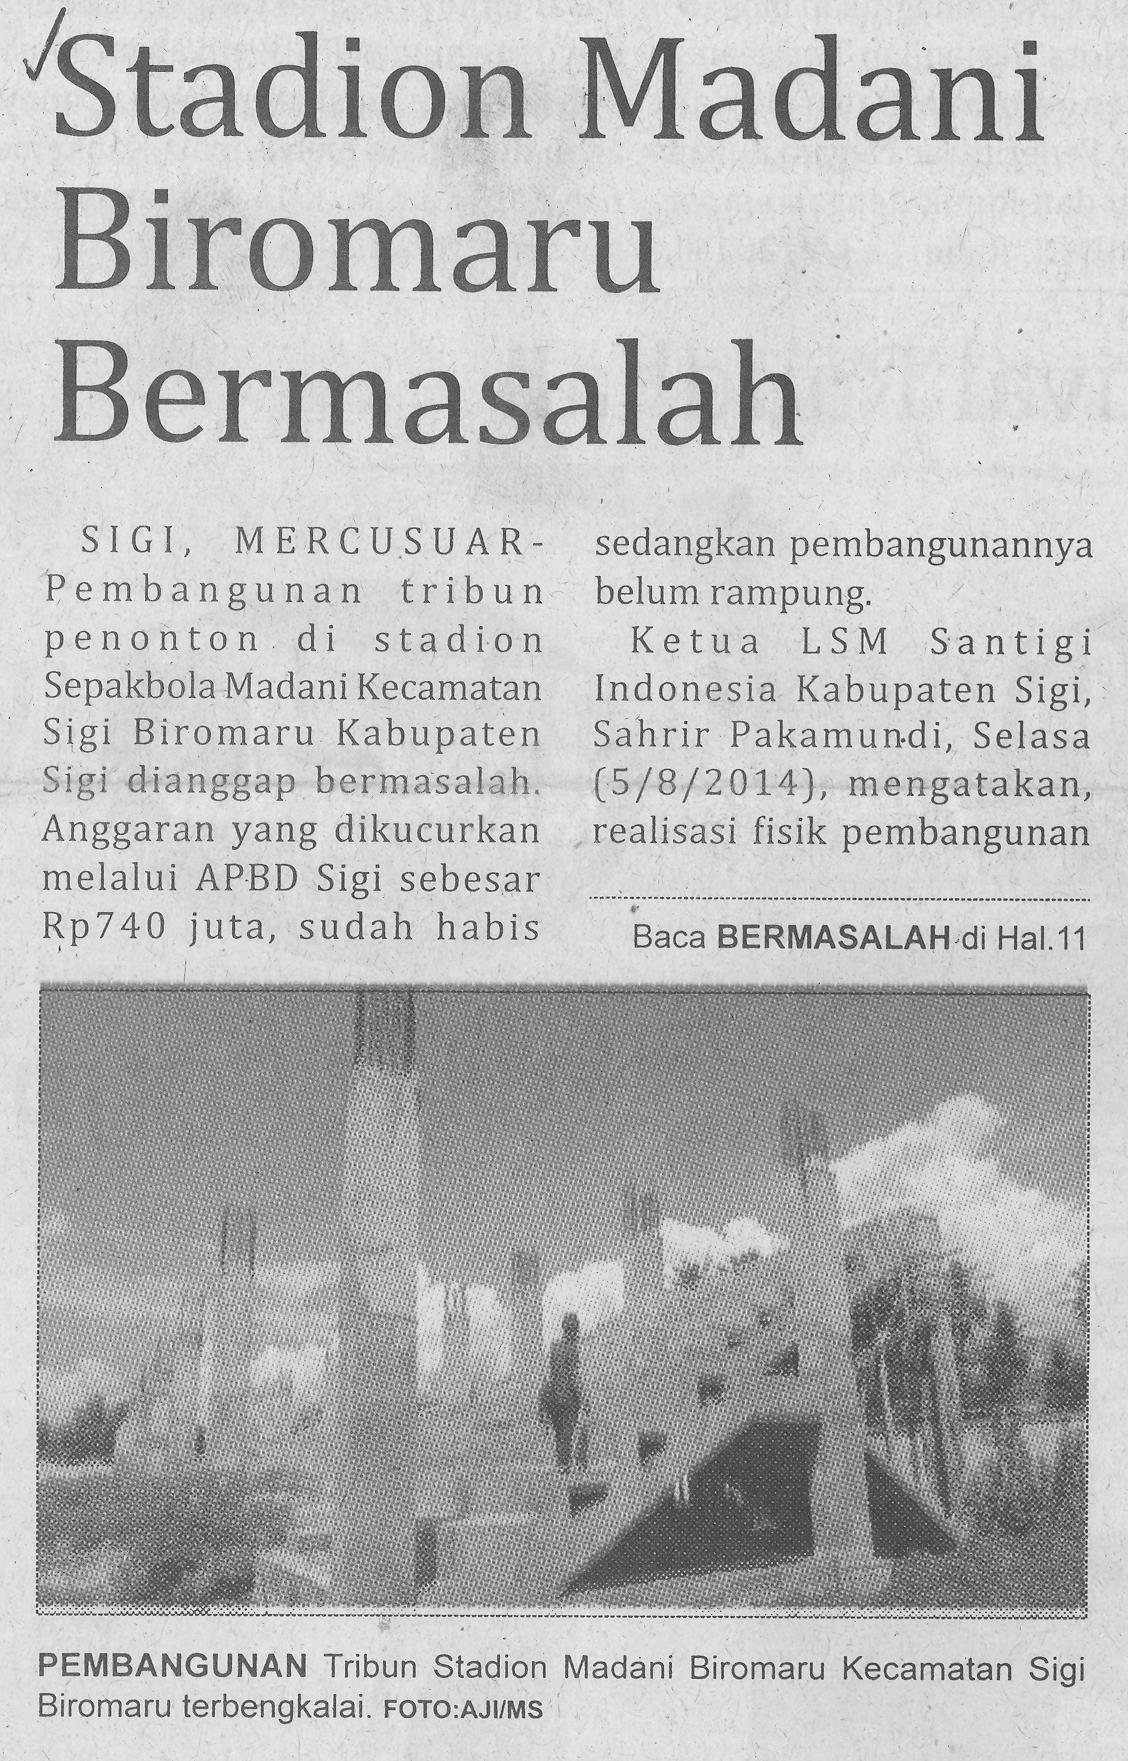 Stadion Madani
Biromaru
Bermasalah
SIGI, MERCUSUAR-
Pembangunan tribun
penonton di stadion
Sepakbola Madani Kecamatan
Sigi Biromaru Kabupaten
Sigi dianggap bermasalah.
Anggaran yang dikucurkan
melalui APBD Sigi sebesar
Rp740 juta, sudah habis
sedangkan pembangunannya
belum rampung.
Ketua LSM Santigi
Indonesia Kabupaten Sigi,
Sahrir Pakamundi, Selasa
(5/8/2014), mengatakan,
realisasi fisik pembangunan
Baca BERMASALAH di Hal.11
PEMBANGUNAN Tribun Stadion Madani Biromaru Kecamatan Sigi
Biromaru terbengkalai. FOTO:AJI/MS